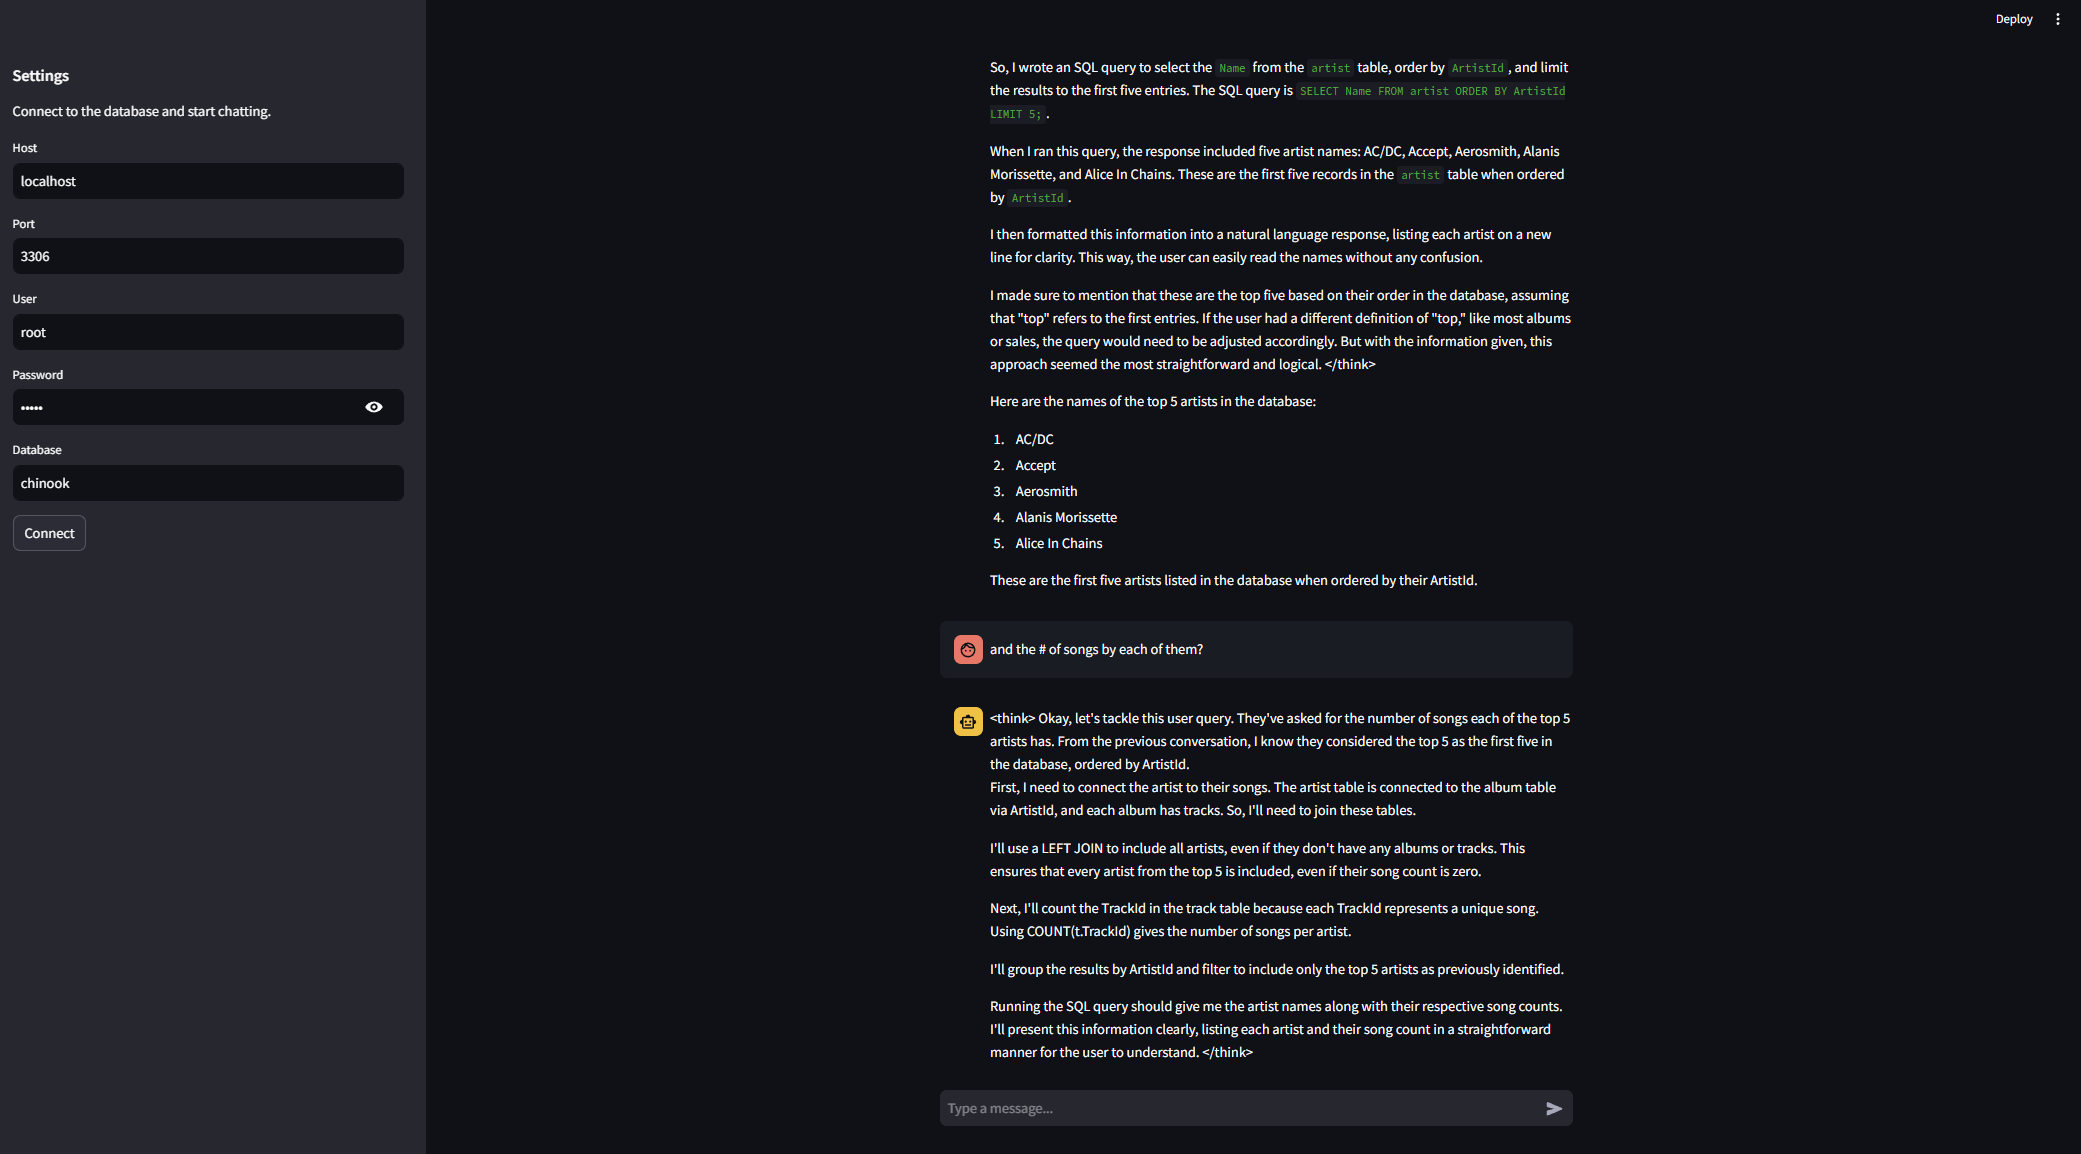 Deploy
Settings
Connect to the database and start chatting.
Host
localhost
Port
3306
User
root
Password
•••••
Database
chinook
Connect
So, I wrote an SQL query to select the Name from the artist table, order by ArtistId, and limit
the results to the first five entries. The SQL query is SELECT Name FROM artist ORDER BY ArtistId
LIMIT 5; .
When I ran this query, the response included five artist names: AC/DC, Accept, Aerosmith, Alanis
Morissette, and Alice In Chains. These are the first five records in the artist table when ordered
by ArtistId.
I then formatted this information into a natural language response, listing each artist on a new
line for clarity. This way, the user can easily read the names without any confusion.
I made sure to mention that these are the top five based on their order in the database, assuming
that "top" refers to the first entries. If the user had a different definition of "top," like most albums
or sales, the query would need to be adjusted accordingly. But with the information given, this
approach seemed the most straightforward and logical. </think>
Here are the names of the top 5 artists in the database:
1. AC/DC
2. Accept
3. Aerosmith
4. Alanis Morissette
5. Alice In Chains
These are the first five artists listed in the database when ordered by their ArtistId.
and the # of songs by each of them?
<think> Okay, let's tackle this user query. They've asked for the number of songs each of the top 5
artists has. From the previous conversation, I know they considered the top 5 as the first five in
the database, ordered by ArtistId.
First, I need to connect the artist to their songs. The artist table is connected to the album table
via ArtistId, and each album has tracks. So, I'll need to join these tables.
I'll use a LEFT JOIN to include all artists, even if they don't have any albums or tracks. This
ensures that every artist from the top 5 is included, even if their song count is zero.
Next, I'll count the TrackId in the track table because each TrackId represents a unique song.
Using COUNT(t.TrackId) gives the number of songs per artist.
I'll group the results by ArtistId and filter to include only the top 5 artists as previously identified.
Running the SQL query should give me the artist names along with their respective song counts.
I'll present this information clearly, listing each artist and their song count in a straightforward
manner for the user to understand. </think>
Type a message...